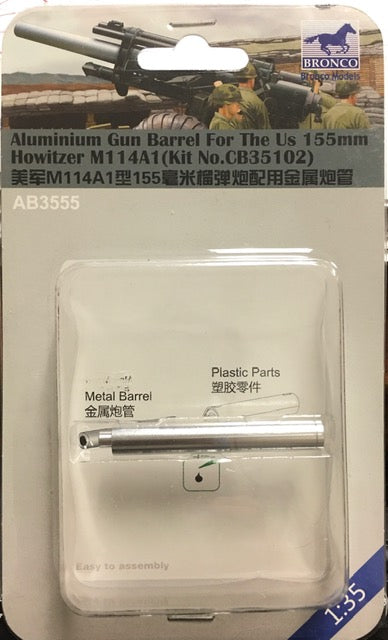 BRONCO
Bronco Models
Aluminium Gun Barrel For The Us 155mm
Howitzer M114A1(Kit No.CB35102)
美军M114A1型155毫米榴弹炮配用金属炮管
AB3555
Plastic Parts
塑胶零件
Metal Barrel
金属炮管
Easy to assembly
1:35